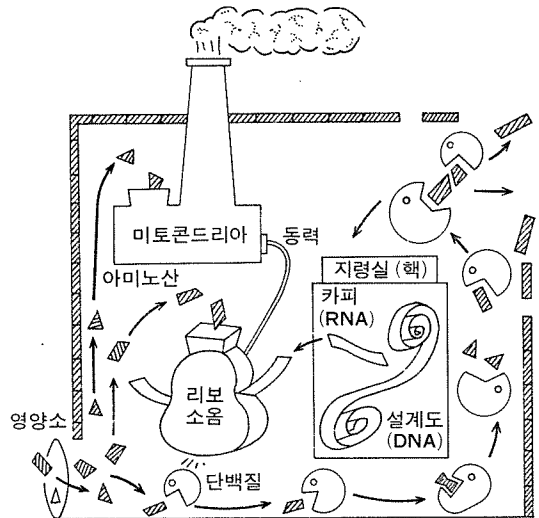 미토콘드리아
동력
아미노산
지령실 (핵)
카피
(RNA)
리보
소옴
설계도
(DNA)
영양소
단백질